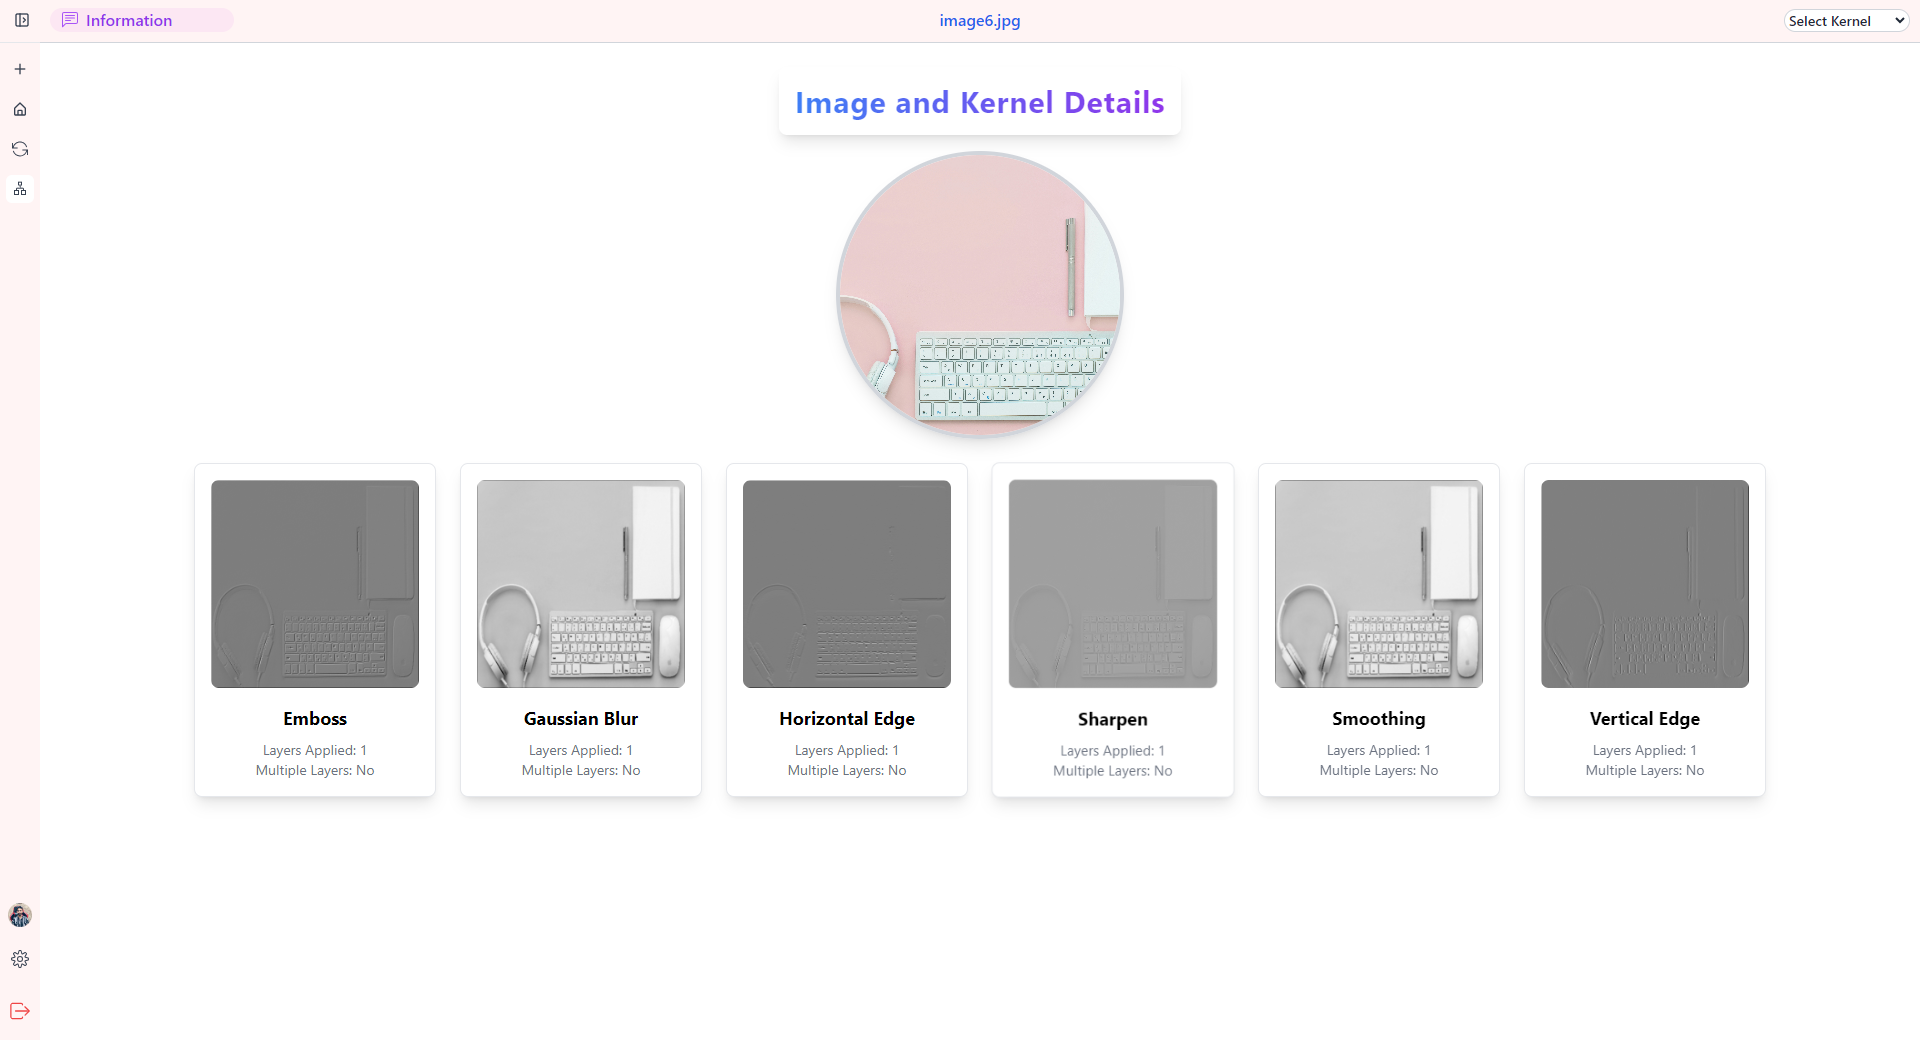 Information
image6.jpg
Select Kernel
Image and Kernel Details
Emboss
Layers Applied: 1
Multiple Layers: No
Gaussian Blur
Layers Applied: 1
Multiple Layers: No
Horizontal Edge
Layers Applied: 1
Multiple Layers: No
Sharpen
Layers Applied: 1
Multiple Layers: No
Smoothing
Layers Applied: 1
Multiple Layers: No
Vertical Edge
Layers Applied: 1
Multiple Layers: No